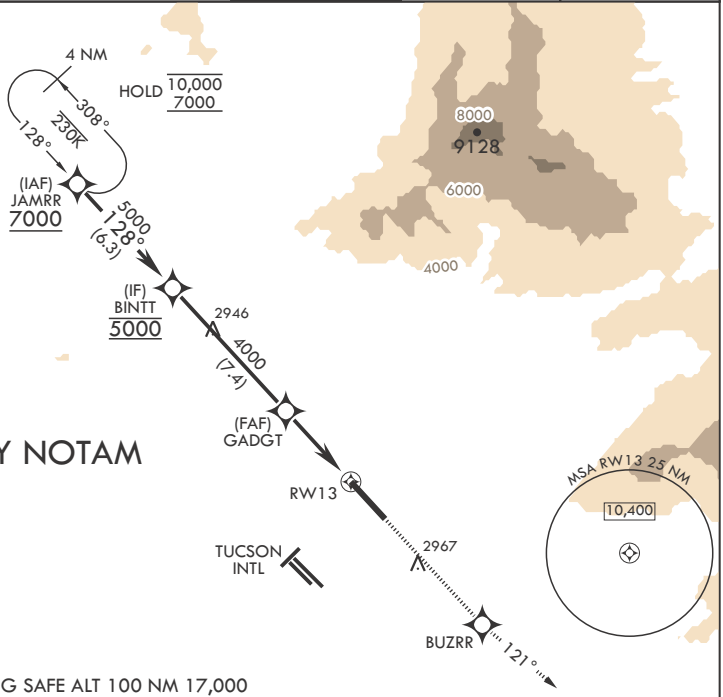 4 NM
HOLD 10,000
7000
308°
230K
128°
(IAF)
JAMRR
7000
5000
128°
(6.3)
8000
9128
6000
4000
(IF)
BINTT
5000
2946
4000
(7.4)
(FAF)
GADGT
Y NOTAM
RW13
MSA RW13 25 NM
10,400
TUCSON
INTL
2967
BUZRR
121°
G SAFE ALT 100 NM 17,000